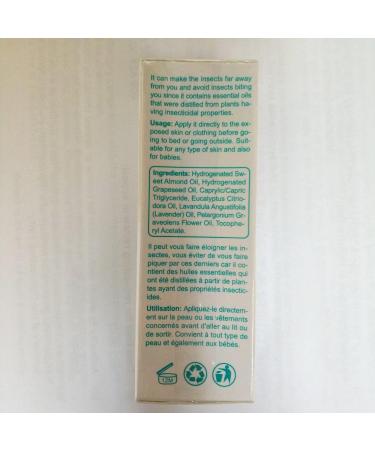 It can make the insects far away
from you and avoid insects biting
you since it contains essential oils
that were distilled from plants ha-
ving insecticidal properties.
Usage: Apply it directly to the ex-
posed skin or clothing before go-
ing to bed or going outside. Suit-
able for any type of skin and also
for babies.
Ingredients: Hydrogenated Sw-
eet Almond Oil, Hydrogenated
Grapeseed Oil, Caprylic/Capric
Triglyceride, Eucalyptus Citrio-
dora Oil, Lavandula Angustifolia
(Lavender) Oil, Pelargonium Gr-
aveolens Flower Oil, Tocophe-
ryl Acetate.
Il peut vous faire éloigner les in-
sectes, vous éviter de vous faire
piquer par ces derniers car il co-
ntient des huiles essentielles qui
ont été distillées à partir de plan-
tes ayant des propriétés insectic-
ides.
Utilisation: Apliquez-le directem-
ent sur la peau ou les vêtements
concernés avant d'aller au lit ou
de sortir. Convient à tout type de
peau et également aux bébés.
12M